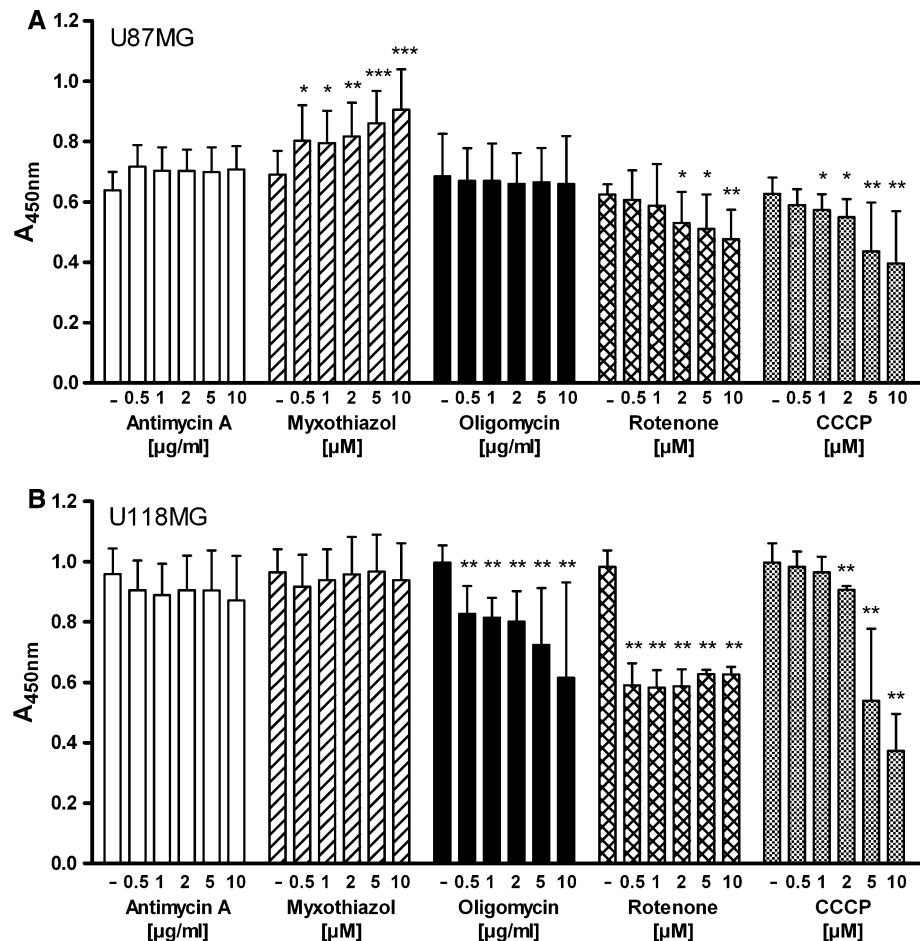 A
U87MG
1.2
1.0
0.8
0.6
0.4
0.2
0.0
A450nm
* * ** *** ***
* * **
* * ** **
– 0.5 1 2 5 10 – 0.5 1 2 5 10 – 0.5 1 2 5 10 – 0.5 1 2 5 10 – 0.5 1 2 5 10
Antimycin A Myxothiazol Oligomycin Rotenone CCCP
[µg/ml] [µM] [µg/ml] [µM] [µM]
B
U118MG
1.2
1.0
0.8
0.6
0.4
0.2
0.0
A450nm
** ** ** ** **
** ** ** ** **
** ** **
– 0.5 1 2 5 10 – 0.5 1 2 5 10 – 0.5 1 2 5 10 – 0.5 1 2 5 10 – 0.5 1 2 5 10
Antimycin A Myxothiazol Oligomycin Rotenone CCCP
[µg/ml] [µM] [µg/ml] [µM] [µM]